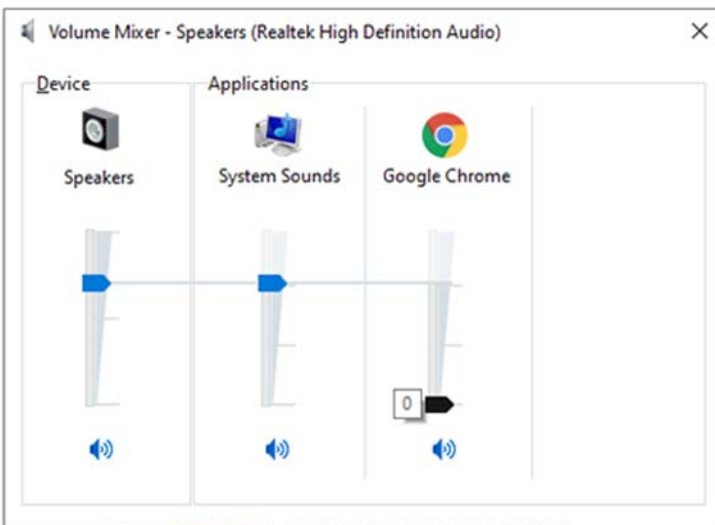 Volume Mixer - Speakers (Realtek High Definition Audio)
Device
Applications
Speakers
System Sounds
Google Chrome
0